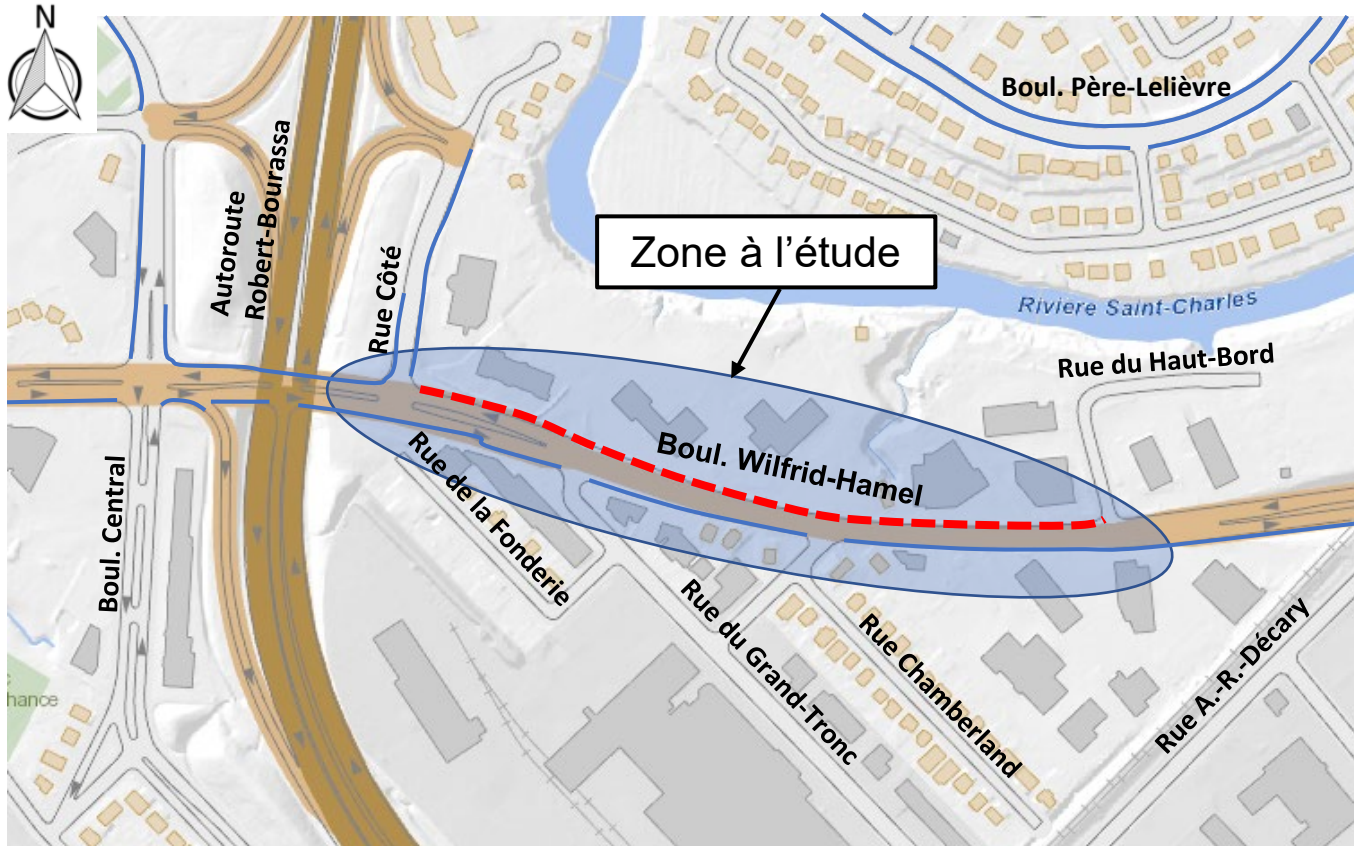 N
Boul. Père-Lelièvre
Autoroute
Robert-Bourassa
Rue Côté
Zone à l'étude
Riviere Saint-Charles
Rue du Haut-Bord
Boul. Wilfrid-Hamel
Rue de la Fonderie
Boul. Central
Rue du Grand-Tronc
Rue Chamberland
Rue A.-R.-Décary
hance